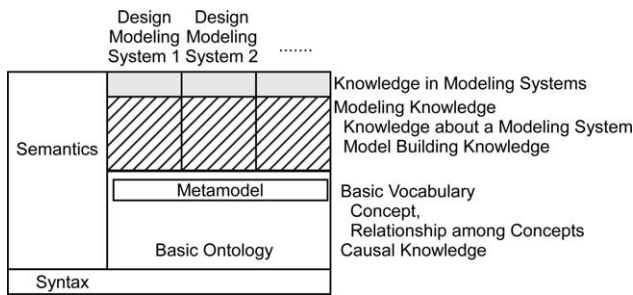 Design Modeling System 1
Design Modeling System 2
.......
Knowledge in Modeling Systems
Modeling Knowledge
Knowledge about a Modeling System
Model Building Knowledge
Semantics
Metamodel
Basic Vocabulary
Concept,
Relationship among Concepts
Basic Ontology
Causal Knowledge
Syntax